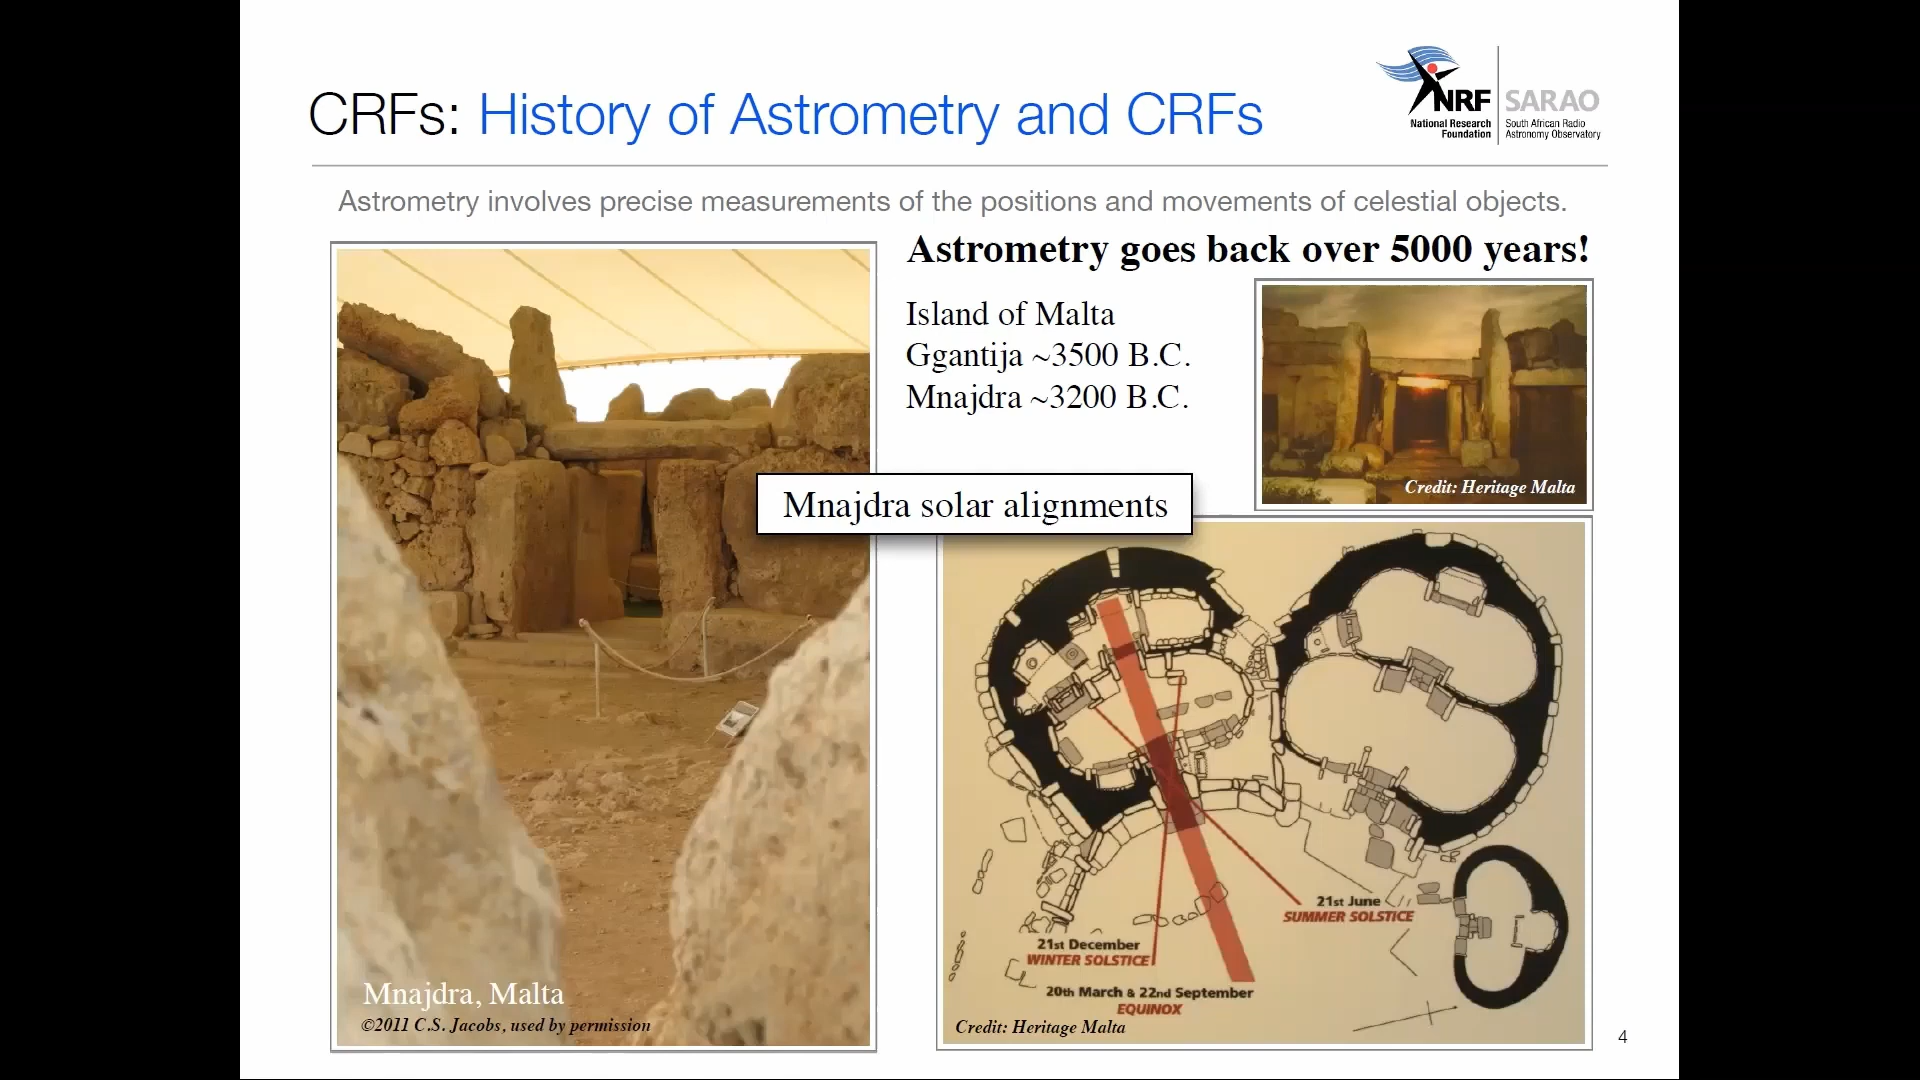 CRFs: History of Astrometry and CRFs
NRF
National Research
Foundation
SARAO
South African Radio
Astronomy Observatory
Astrometry involves precise measurements of the positions and movements of celestial objects.
Astrometry goes back over 5000 years!
Island of Malta
Ggantija ~3500 B.C.
Mnajdra ~3200 B.C.
Credit: Heritage Malta
Mnajdra solar alignments
21st June
SUMMER SOLSTICE
21st December
WINTER SOLSTICE
20th March & 22nd September
EQUINOX
Credit: Heritage Malta
Mnajdra, Malta
©2011 C.S. Jacobs, used by permission
4